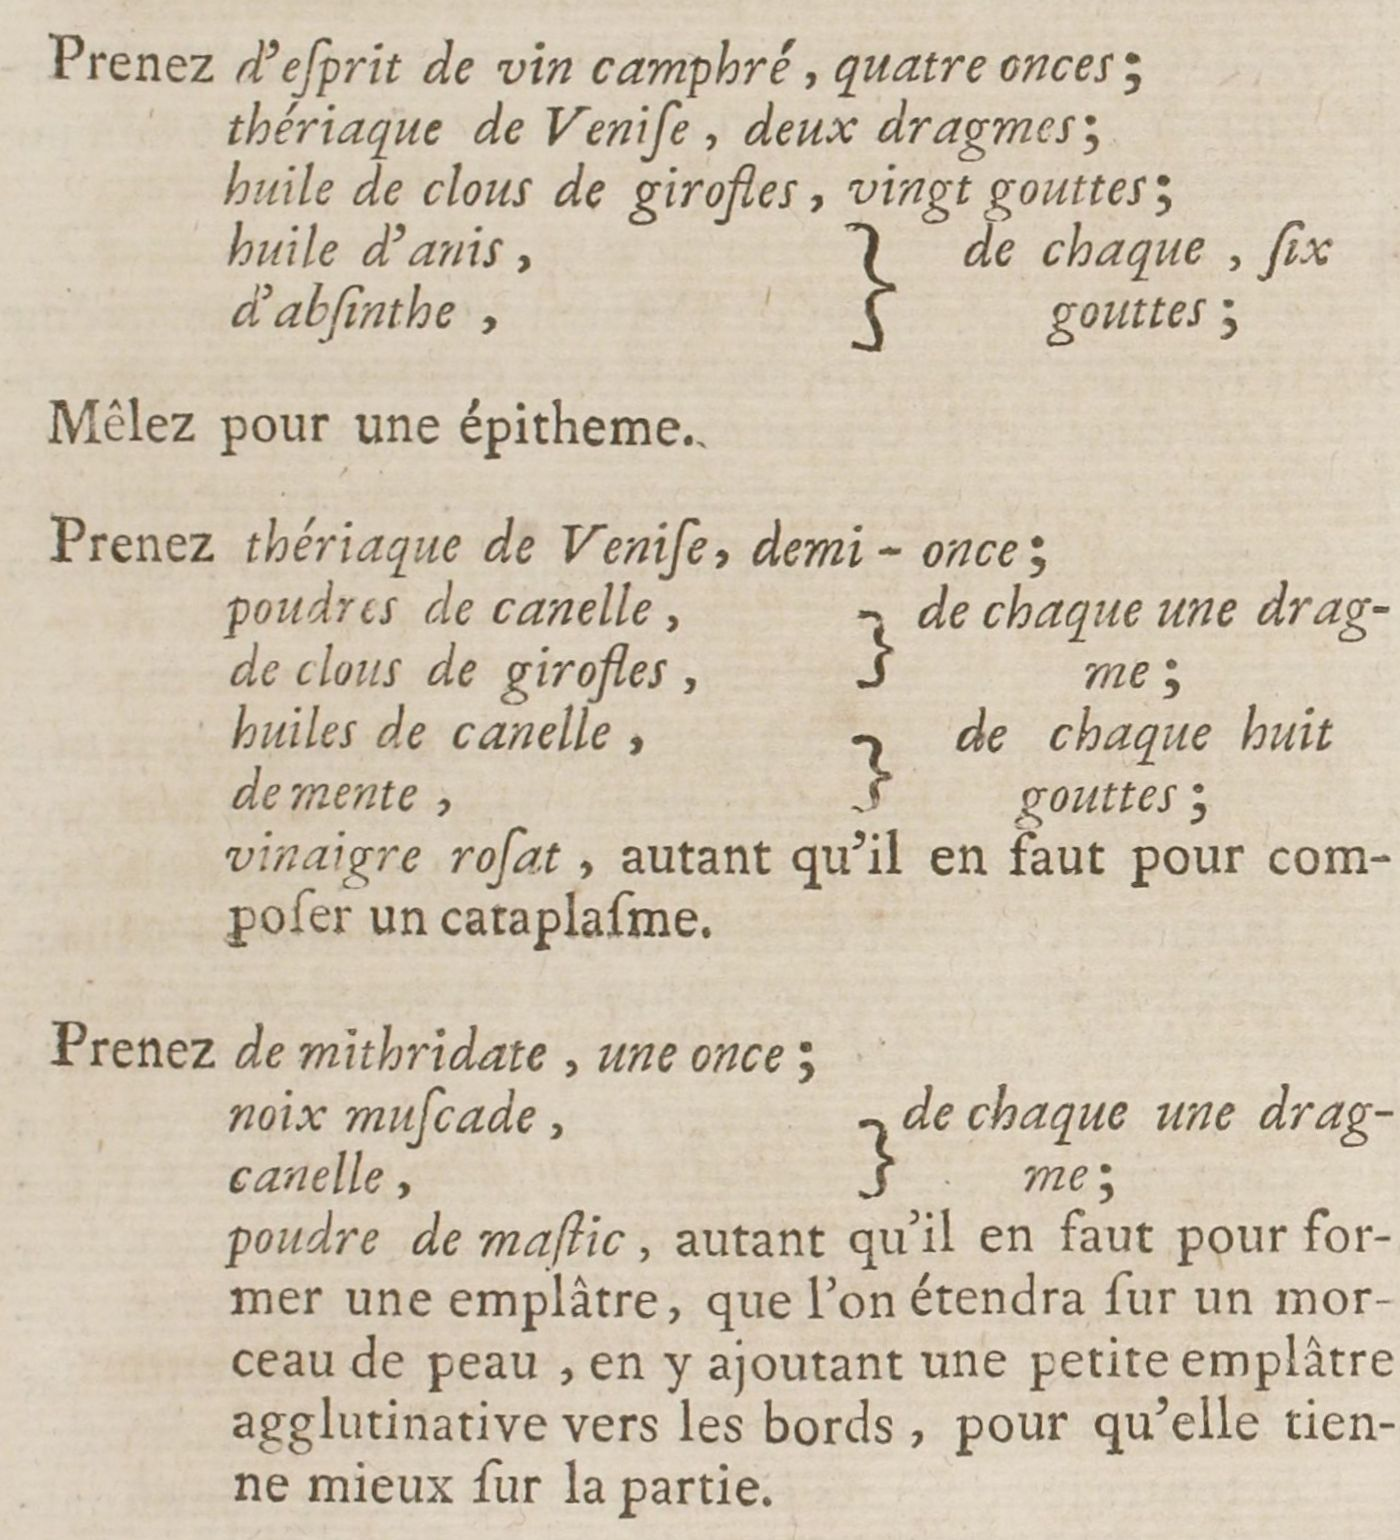 Prenez d'eſprit de vin camphré, quatre onces;
thériaque de Veniſe, deux dragmes;
huile de clous de girofles, vingt gouttes;
huile d'anis, } de chaque, ſix
d'abſinthe, } gouttes;
Mêlez pour une épitheme.
Prenez thériaque de Veniſe, demi-once;
poudres de canelle, } de chaque une drag-
de clous de girofles, } me;
huiles de canelle, } de chaque huit
de mente, } gouttes;
vinaigre roſat, autant qu'il en faut pour com-
poſer un cataplaſme.
Prenez de mithridate, une once;
noix muſcade, } de chaque une drag-
canelle, } me;
poudre de maſtic, autant qu'il en faut pour for-
mer une emplâtre, que l'on étendra ſur un mor-
ceau de peau, en y ajoutant une petite emplâtre
agglutinative vers les bords, pour qu'elle tien-
ne mieux ſur la partie.